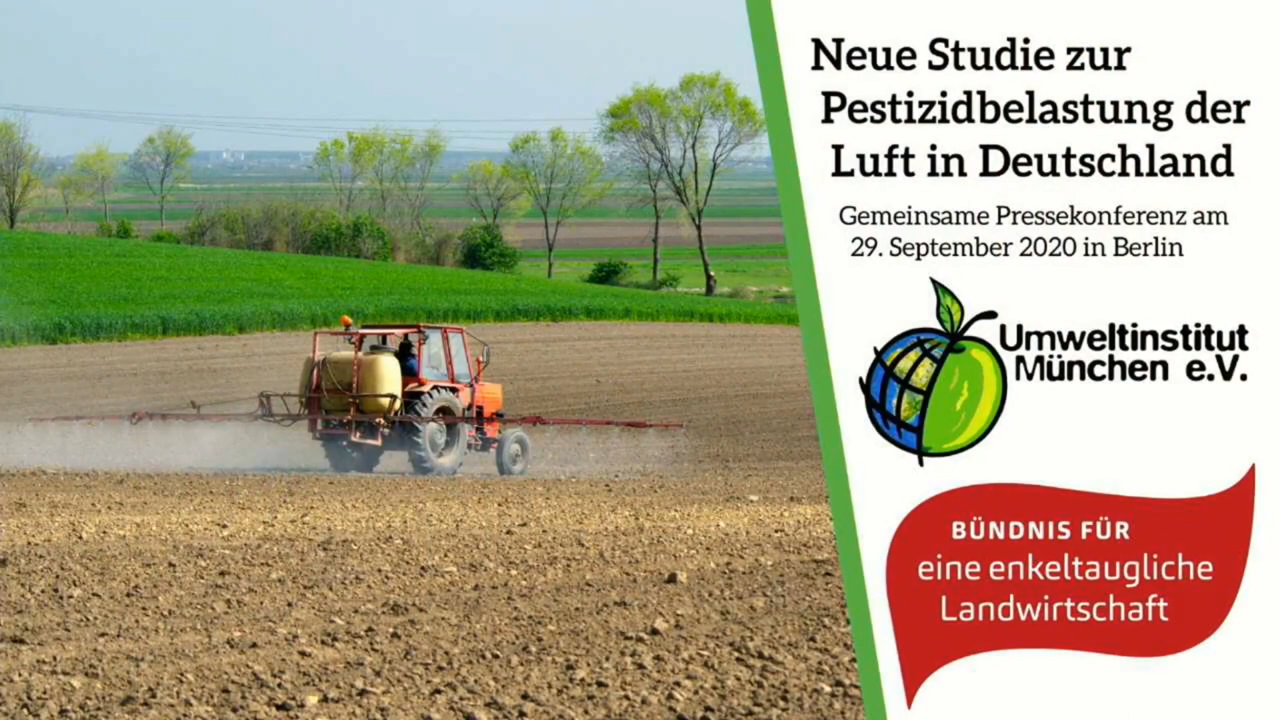 Neue Studie zur
Pestizidbelastung der
Luft in Deutschland
Gemeinsame Pressekonferenz am
29. September 2020 in Berlin
Umweltinstitut
München e.V.
BÜNDNIS FÜR
eine enkeltaugliche
Landwirtschaft